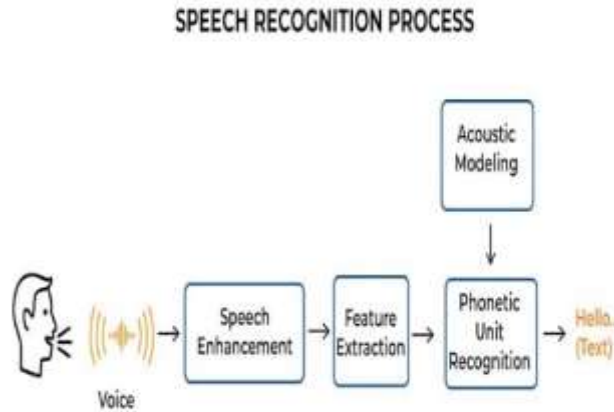 SPEECH RECOGNITION PROCESS
Acoustic
Modeling
Speech
Enhancement
Feature
Extraction
Phonetic
Unit
Recognition
Hello.
(Text)
Voice